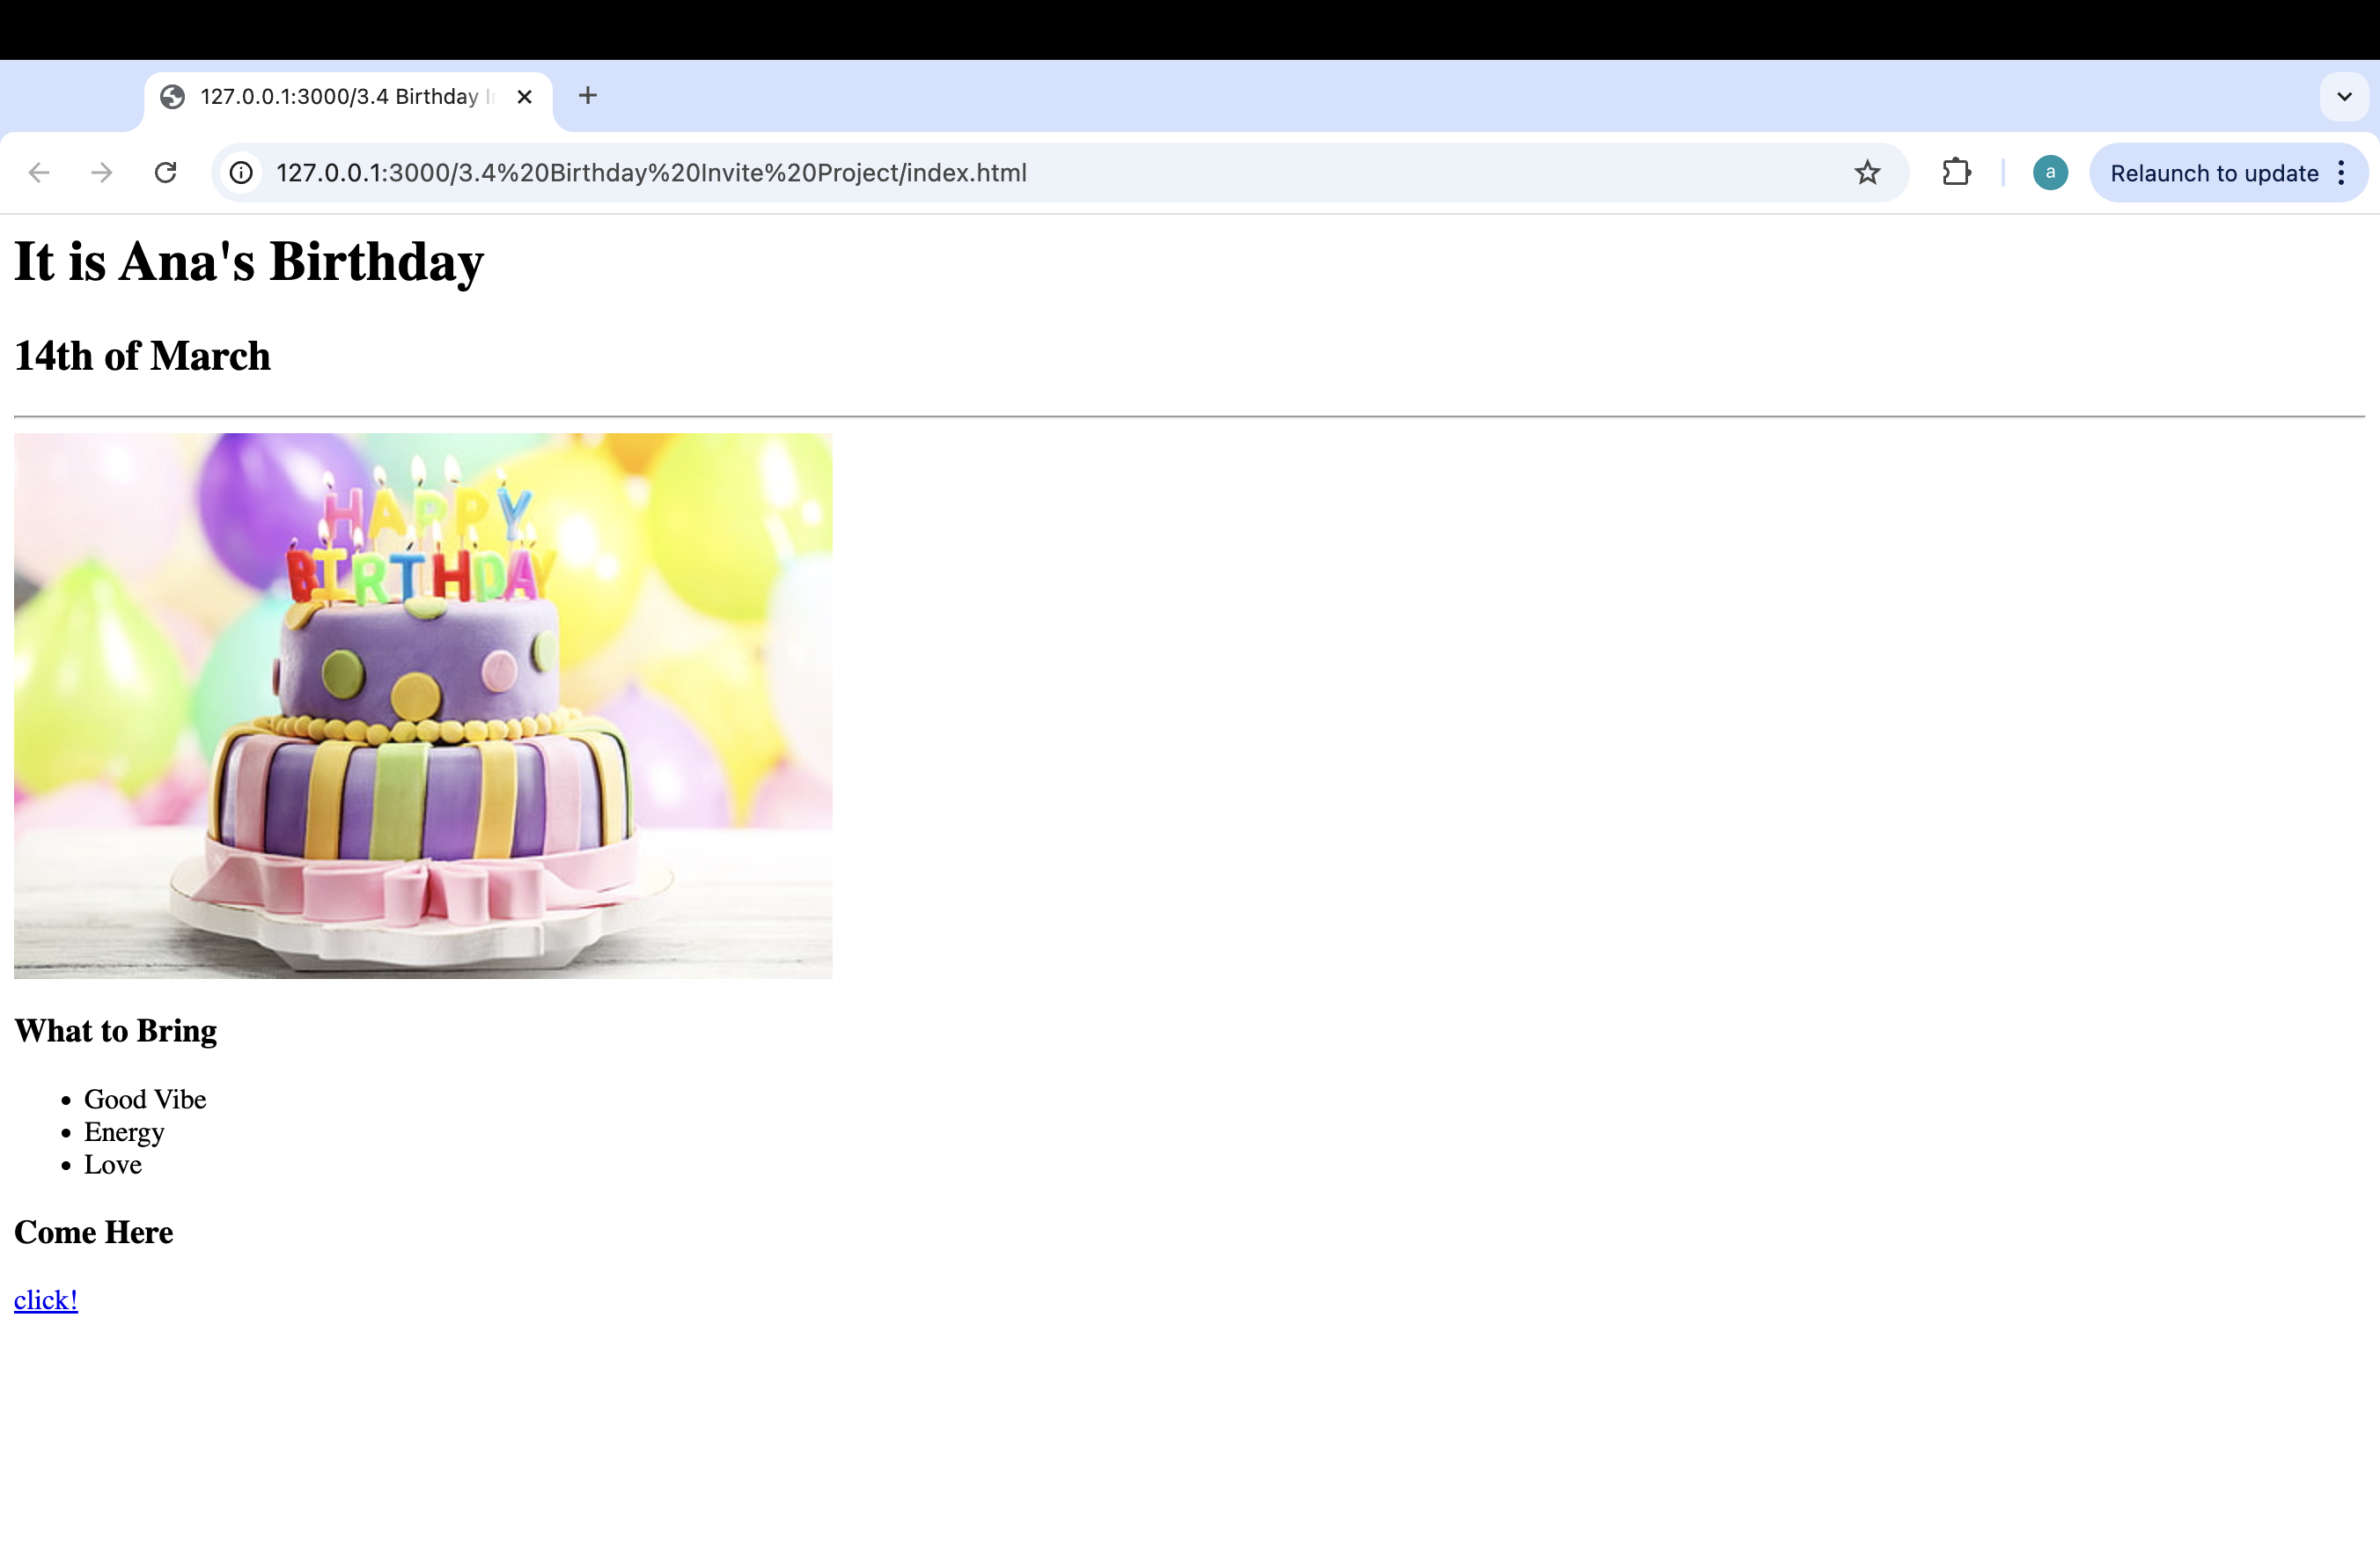 127.0.0.1:3000/3.4 Birthday
127.0.0.1:3000/3.4%20Birthday%20Invite%20Project/index.html
a
Relaunch to update
It is Ana's Birthday
14th of March
HAPPY
BIRTHDAY
What to Bring
• Good Vibe
• Energy
• Love
Come Here
click!